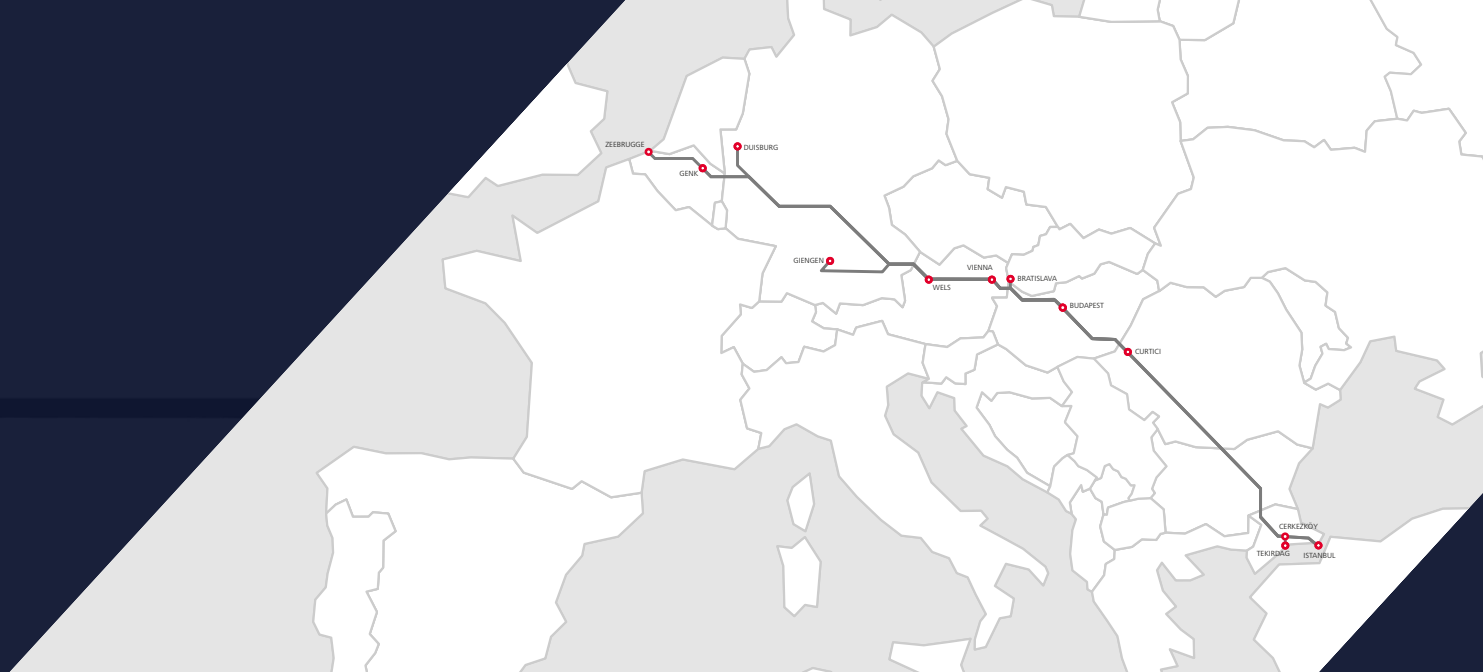 ZEEBRUGGE
DUISBURG
GENK
GIENGEN
WELS
VIENNA
BRATISLAVA
BUDAPEST
CURTICI
CERKEZKÖY
TEKIRDAG
ISTANBUL